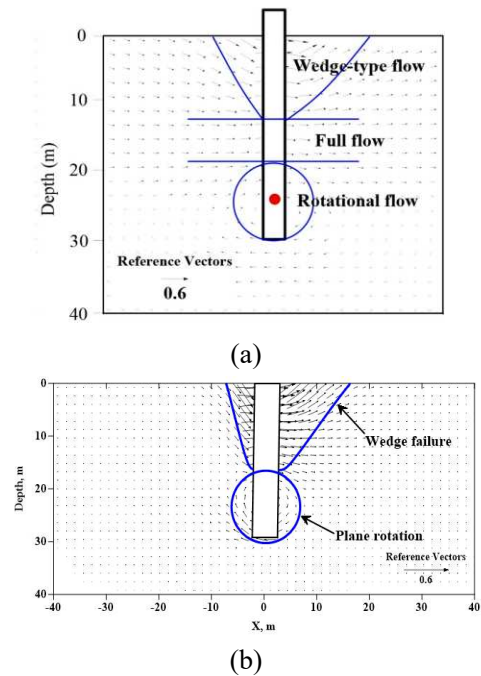 0
Wedge-type flow
10
Full flow
Depth (m)
20
Rotational flow
30
Reference Vectors
0.6
40
(a)
0
10
Wedge failure
Depth, m
20
Plane rotation
30
Reference Vectors
0.6
40
-40 -30 -20 -10 0 10 20 30 40
X, m
(b)